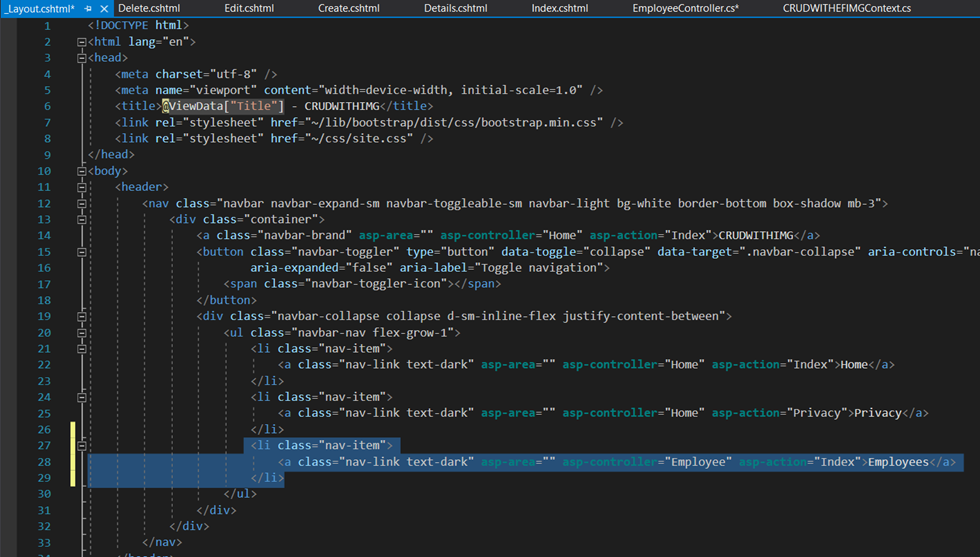 _Layout.cshtml* Delete.cshtml Edit.cshtml Create.cshtml Details.cshtml Index.cshtml EmployeeController.cs* CRUDWITHEFIMGContext.cs
1 <!DOCTYPE html>
2 <html lang="en">
3 <head>
4 <meta charset="utf-8" />
5 <meta name="viewport" content="width=device-width, initial-scale=1.0" />
6 <title>@ViewData["Title"] - CRUDWITHIMG</title>
7 <link rel="stylesheet" href="~/lib/bootstrap/dist/css/bootstrap.min.css" />
8 <link rel="stylesheet" href="~/css/site.css" />
9 </head>
10 <body>
11 <header>
12 <nav class="navbar navbar-expand-sm navbar-toggleable-sm navbar-light bg-white border-bottom box-shadow mb-3">
13 <div class="container">
14 <a class="navbar-brand" asp-area="" asp-controller="Home" asp-action="Index">CRUDWITHIMG</a>
15 <button class="navbar-toggler" type="button" data-toggle="collapse" data-target=".navbar-collapse" aria-controls="na
16 aria-expanded="false" aria-label="Toggle navigation">
17 <span class="navbar-toggler-icon"></span>
18 </button>
19 <div class="navbar-collapse collapse d-sm-inline-flex justify-content-between">
20 <ul class="navbar-nav flex-grow-1">
21 <li class="nav-item">
22 <a class="nav-link text-dark" asp-area="" asp-controller="Home" asp-action="Index">Home</a>
23 </li>
24 <li class="nav-item">
25 <a class="nav-link text-dark" asp-area="" asp-controller="Home" asp-action="Privacy">Privacy</a>
26 </li>
27 <li class="nav-item">
28 <a class="nav-link text-dark" asp-area="" asp-controller="Employee" asp-action="Index">Employees</a>
29 </li>
30 </ul>
31 </div>
32 </div>
33 </nav>